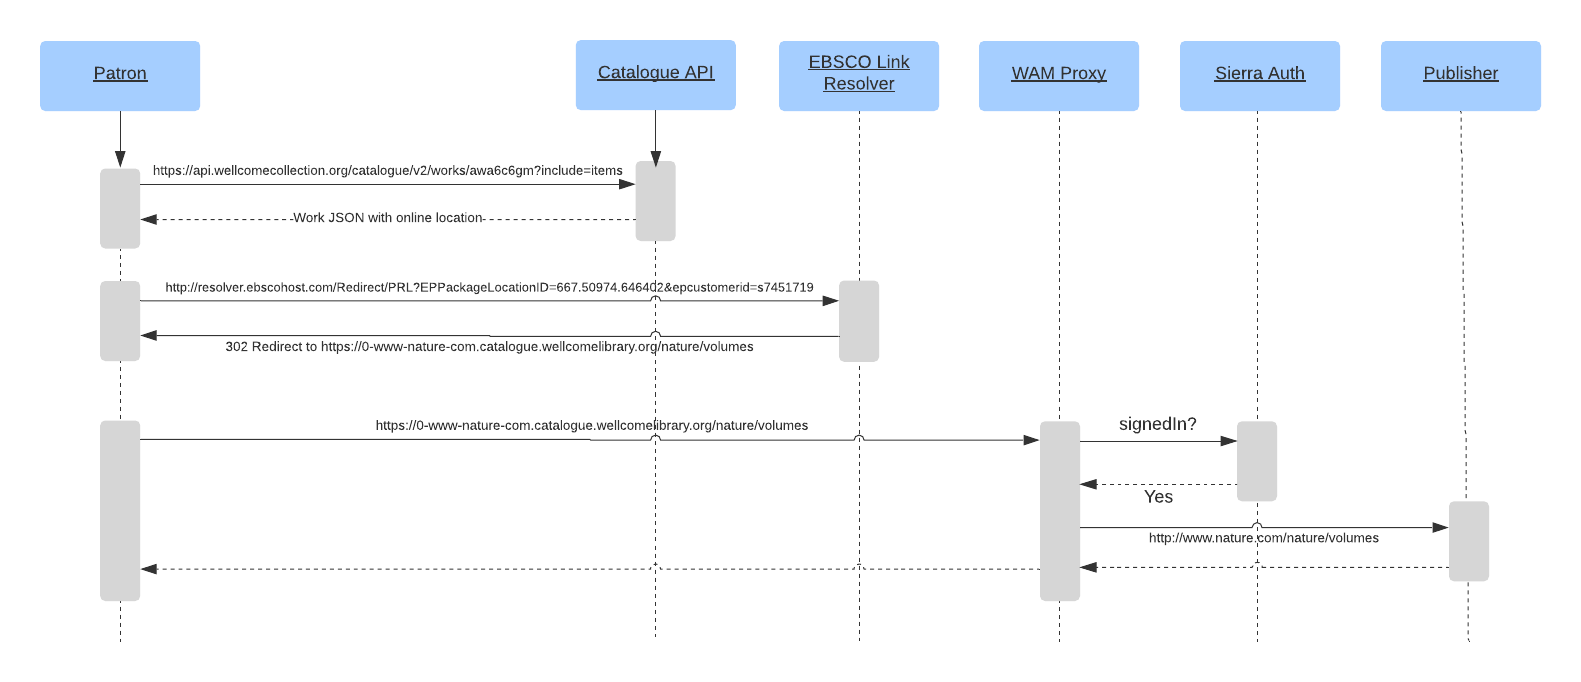 Patron
Catalogue API
EBSCO Link
Resolver
WAM Proxy
Sierra Auth
Publisher
https://api.wellcomecollection.org/catalogue/v2/works/awa6c6gm?include=items
Work JSON with online location
http://resolver.ebscohost.com/Redirect/PRL?EPPackageLocationID=667.50974.646402&epcustomerid=s7451719
302 Redirect to https://0-www-nature-com.catalogue.wellcomelibrary.org/nature/volumes
https://0-www-nature-com.catalogue.wellcomelibrary.org/nature/volumes
signedIn?
Yes
http://www.nature.com/nature/volumes